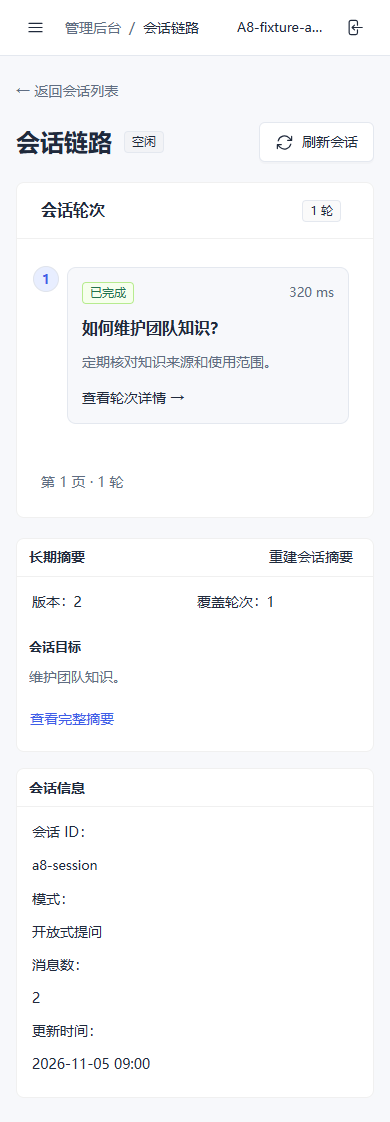 管理后台 / 会话链路 A8-fixture-a...
← 返回会话列表
会话链路 空闲 刷新会话
会话轮次 1 轮
1
已完成 320 ms
如何维护团队知识？
定期核对知识来源和使用范围。
查看轮次详情 →
第 1 页 · 1 轮
长期摘要 重建会话摘要
版本：2 覆盖轮次：1
会话目标
维护团队知识。
查看完整摘要
会话信息
会话 ID：
a8-session
模式：
开放式提问
消息数：
2
更新时间：
2026-11-05 09:00